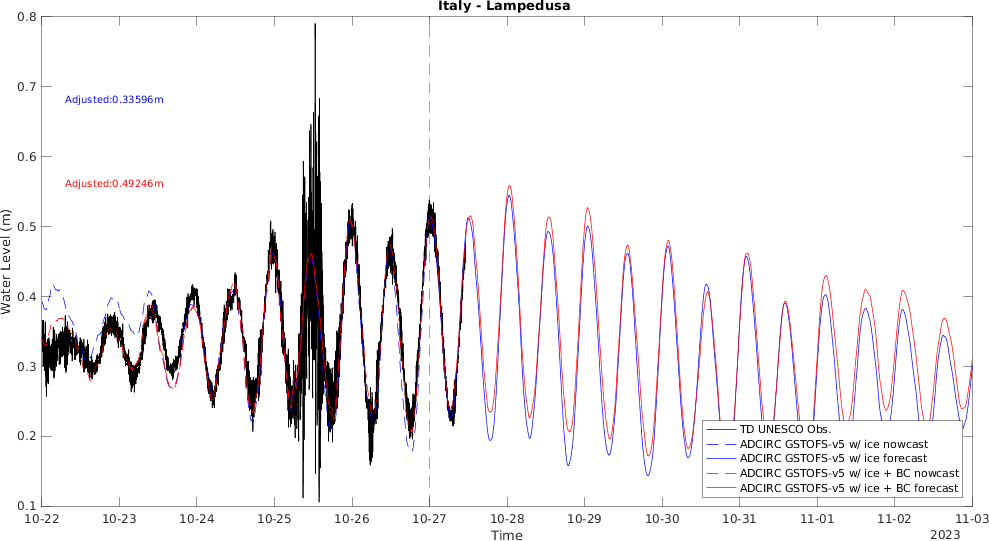 Italy - Lampedusa
0.8
0.7
0.6
0.5
0.4
0.3
0.2
0.1
Water Level (m)
Adjusted:0.33596m
Adjusted:0.49246m
TD UNESCO Obs.
ADCIRC GSTOFS-v5 w/ ice nowcast
ADCIRC GSTOFS-v5 w/ ice forecast
ADCIRC GSTOFS-v5 w/ ice + BC nowcast
ADCIRC GSTOFS-v5 w/ ice + BC forecast
10-22 10-23 10-24 10-25 10-26 10-27 10-28 10-29 10-30 10-31 11-01 11-02 11-03
Time
2023